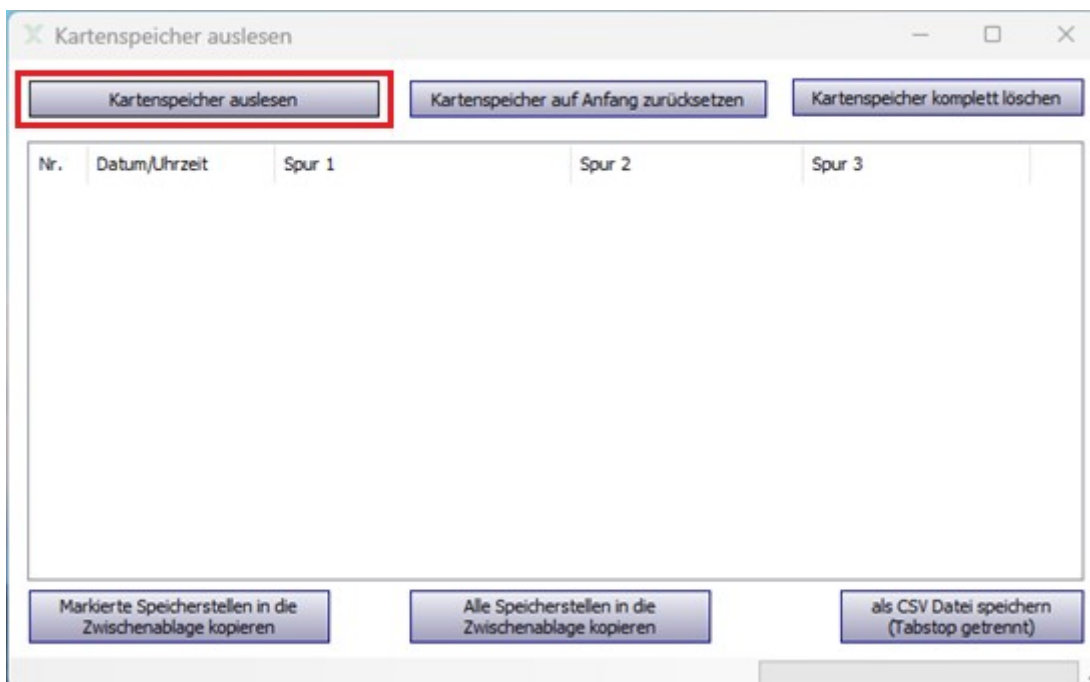 Kartenspeicher auslesen
Kartenspeicher auslesen
Kartenspeicher auf Anfang zurücksetzen
Kartenspeicher komplett löschen
Nr. Datum/Uhrzeit Spur 1 Spur 2 Spur 3
Markierte Speicherstellen in die
Zwischenablage kopieren
Alle Speicherstellen in die
Zwischenablage kopieren
als CSV Datei speichern
(Tabstop getrennt)